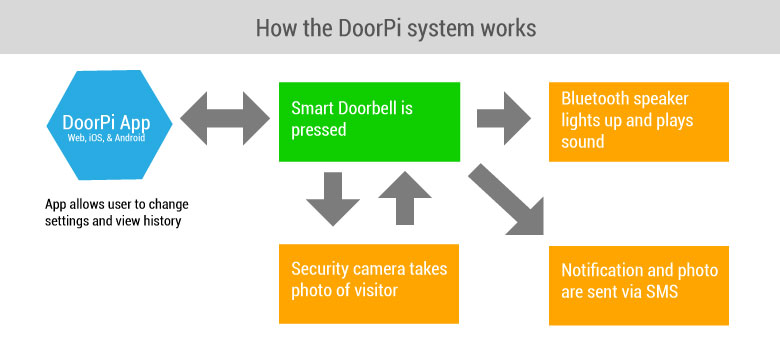 How the DoorPi system works
DoorPi App
Web, iOS, & Android
App allows user to change
settings and view history
Smart Doorbell is
pressed
Bluetooth speaker
lights up and plays
sound
Security camera takes
photo of visitor
Notification and photo
are sent via SMS